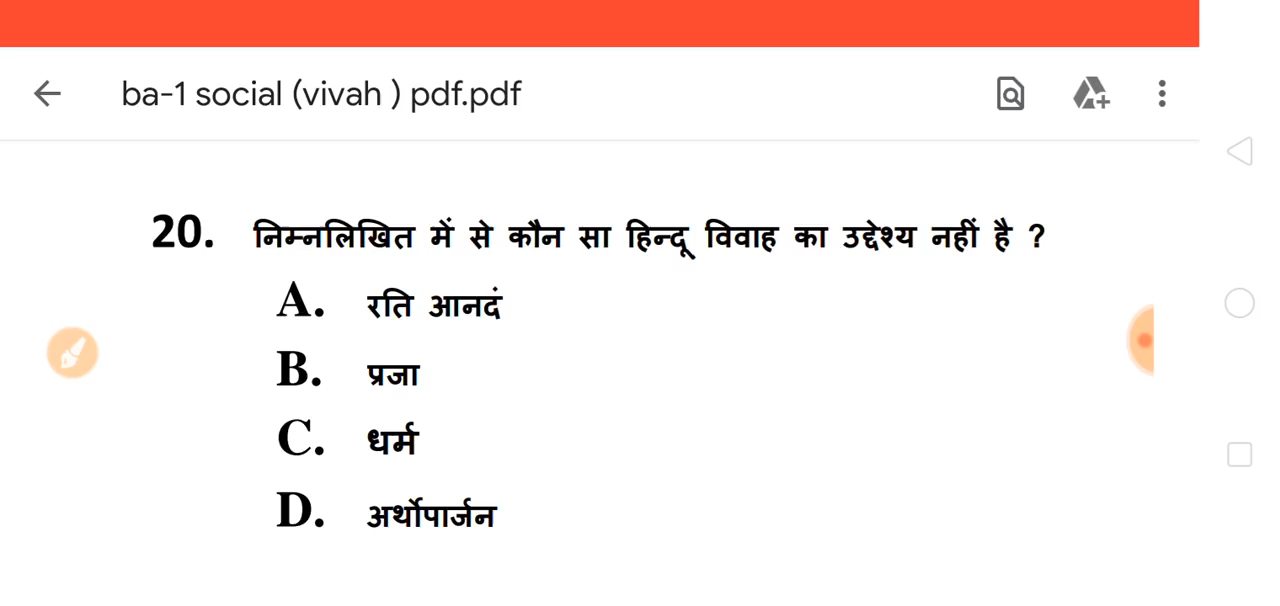 ba-1 social (vivah ) pdf.pdf
20. निम्नलिखित में से कौन सा हिन्दू विवाह का उद्देश्य नहीं है ?
A. रति आनदं
B. प्रजा
C. धर्म
D. अर्थोपार्जन